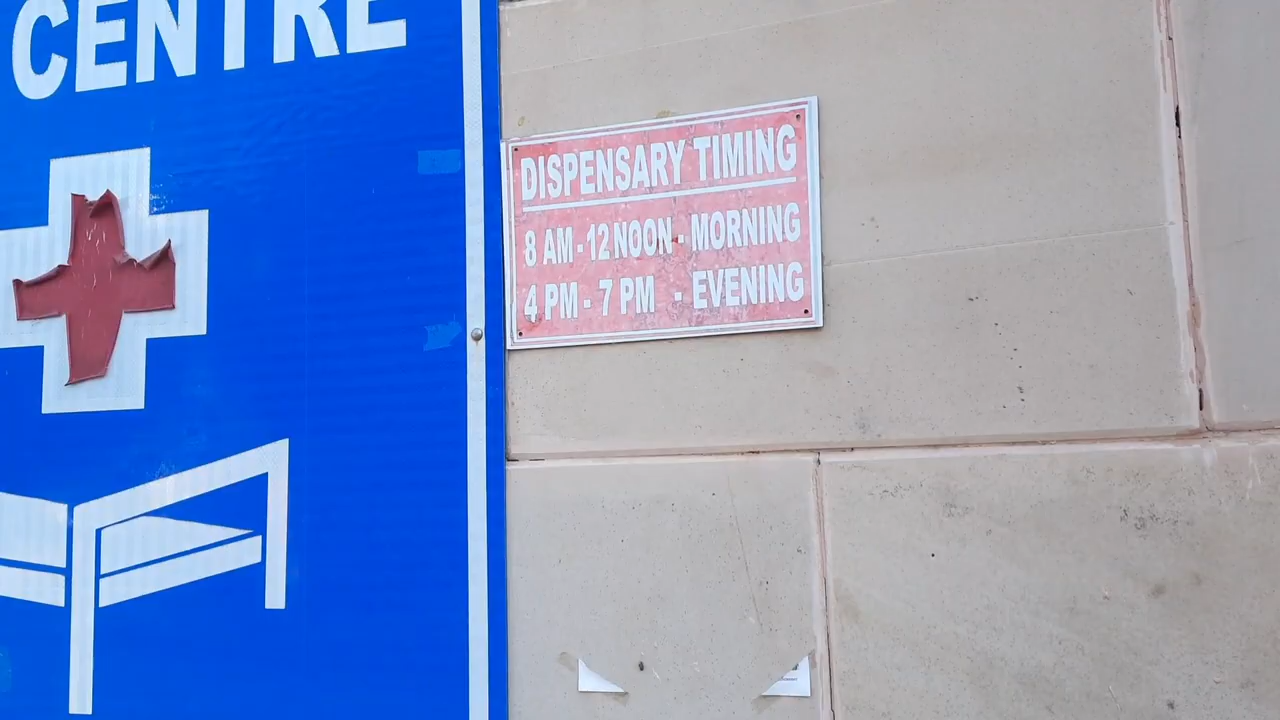 CENTRE
DISPENSARY TIMING
8 AM - 12 NOON - MORNING
4 PM - 7 PM - EVENING